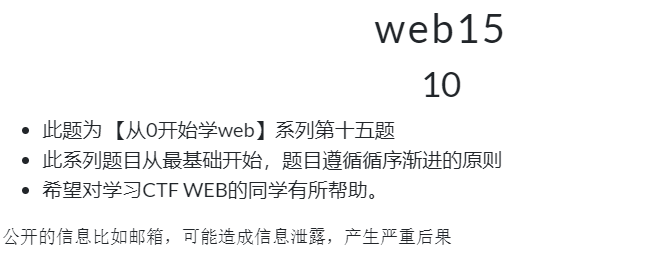 web15
10
此题为 【从0开始学web】系列第十五题
此系列题目从最基础开始，题目遵循循序渐进的原则
希望对学习CTF WEB的同学有所帮助。
公开的信息比如邮箱，可能造成信息泄露，产生严重后果